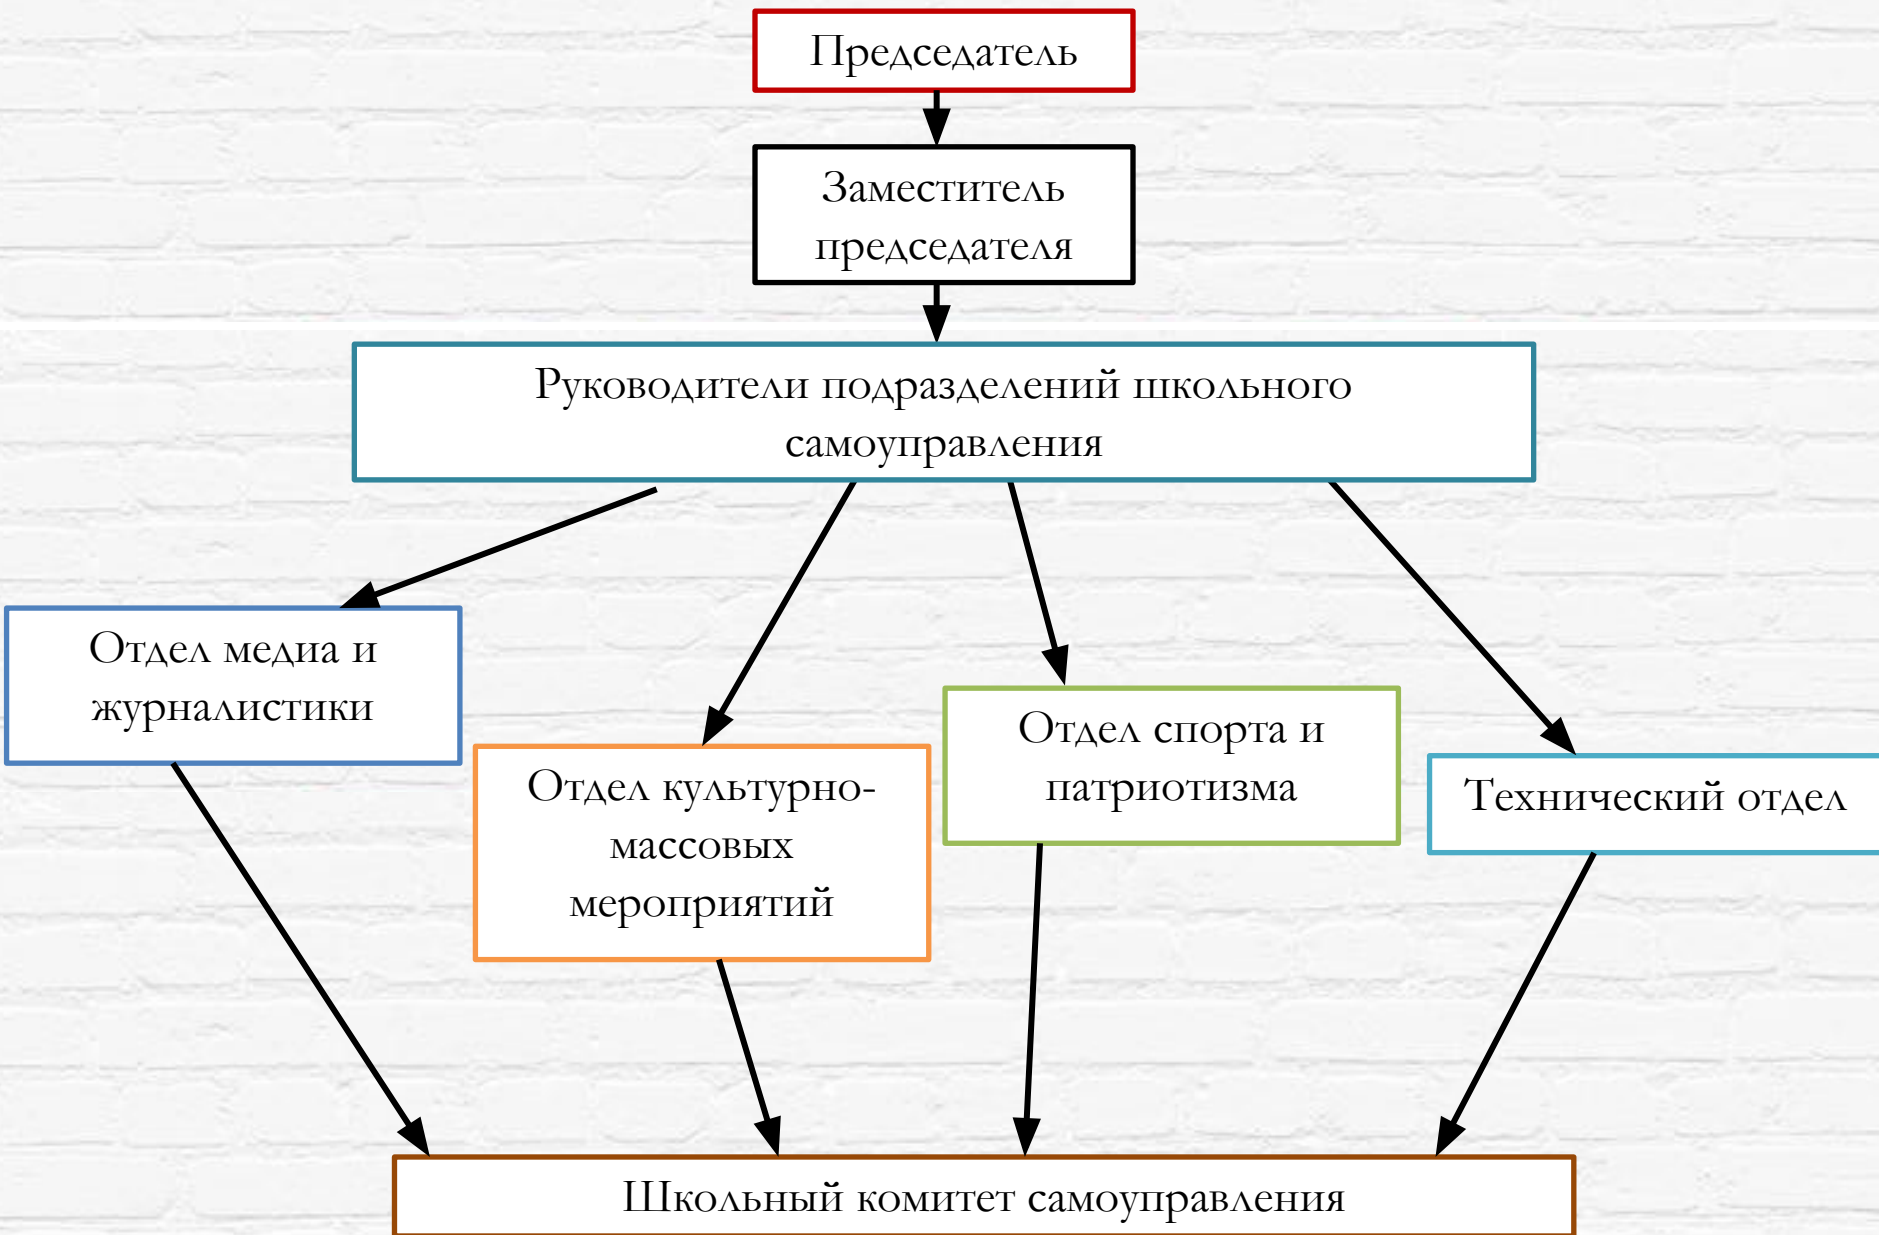 Председатель
Заместитель
председателя
Руководители подразделений школьного
самоуправления
Отдел медиа и
журналистики
Отдел культурно-
массовых
мероприятий
Отдел спорта и
патриотизма
Технический отдел
Школьный комитет самоуправления